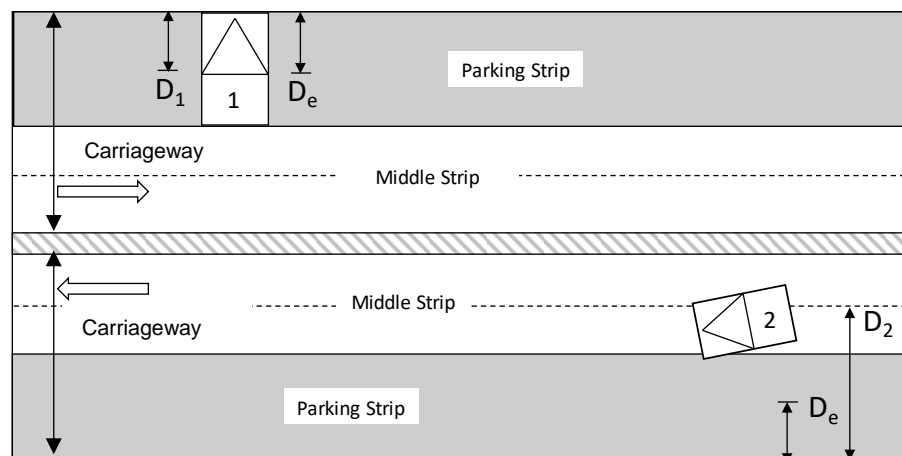 D1
1
De
Parking Strip
Carriageway
Middle Strip
Middle Strip
Carriageway
2
D2
Parking Strip
De